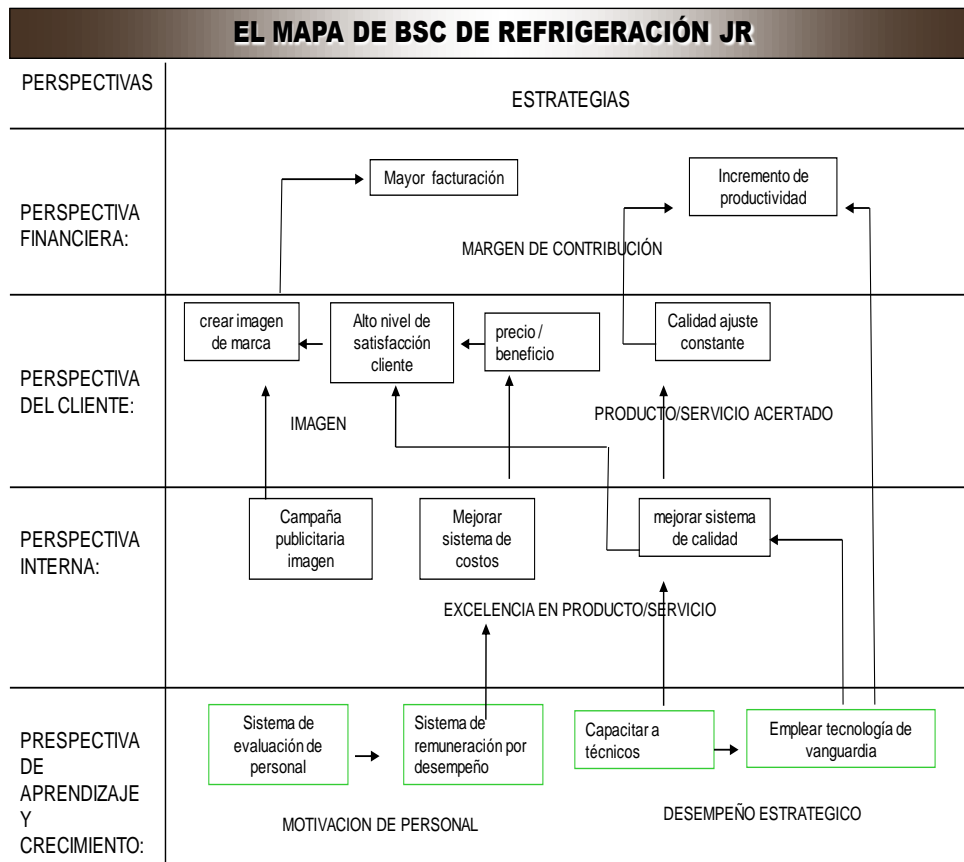 EL MAPA DE BSC DE REFRIGERACIÓN JR
PERSPECTIVAS
ESTRATEGIAS
PERSPECTIVA
FINANCIERA:
Mayor facturación
Incremento de
productividad
MARGEN DE CONTRIBUCIÓN
PERSPECTIVA
DEL CLIENTE:
crear imagen
de marca
Alto nivel de
satisfacción
cliente
precio /
beneficio
Calidad ajuste
constante
IMAGEN
PRODUCTO/SERVICIO ACERTADO
PERSPECTIVA
INTERNA:
Campaña
publicitaria
imagen
Mejorar
sistema de
costos
mejorar sistema
de calidad
EXCELENCIA EN PRODUCTO/SERVICIO
PRESPECTIVA
DE
APRENDIZAJE
Y
CRECIMIENTO:
Sistema de
evaluación de
personal
Sistema de
remuneración por
desempeño
Capacitar a
técnicos
Emplear tecnología de
vanguardia
MOTIVACION DE PERSONAL
DESEMPEÑO ESTRATEGICO